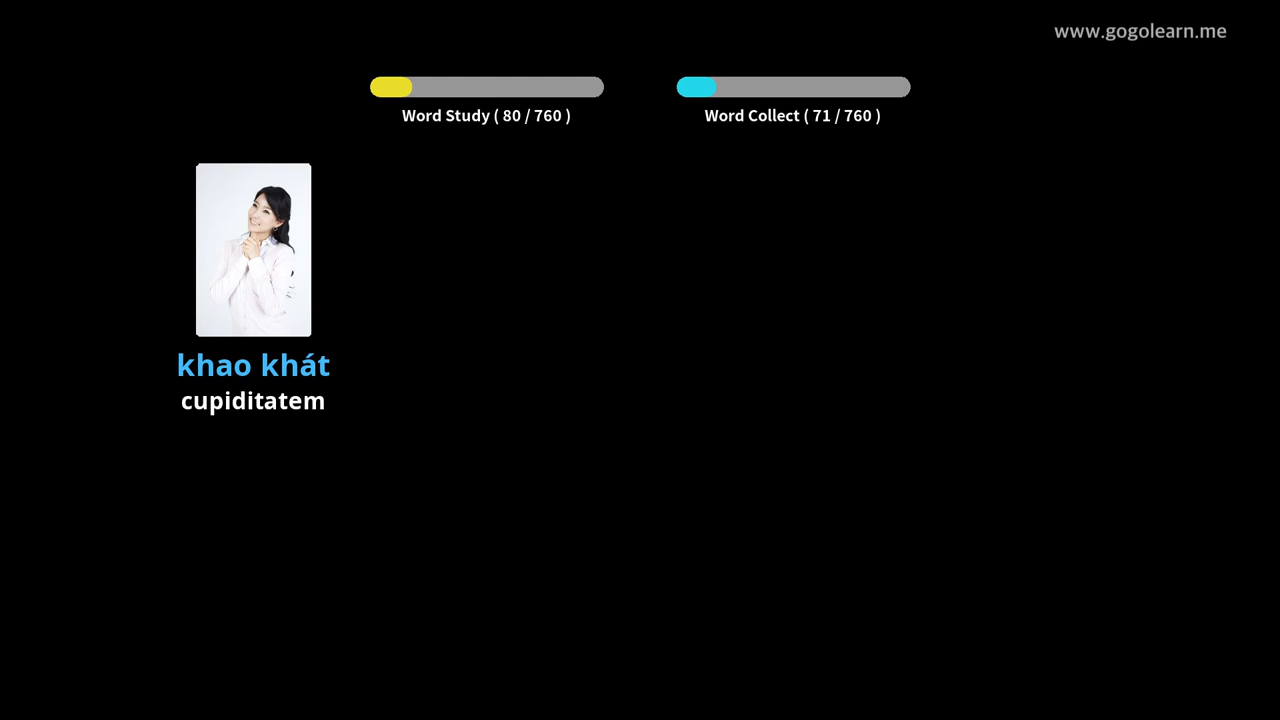 www.gogolearn.me
Word Study ( 80 / 760 )
Word Collect ( 71 / 760 )
khao khát
cupiditatem